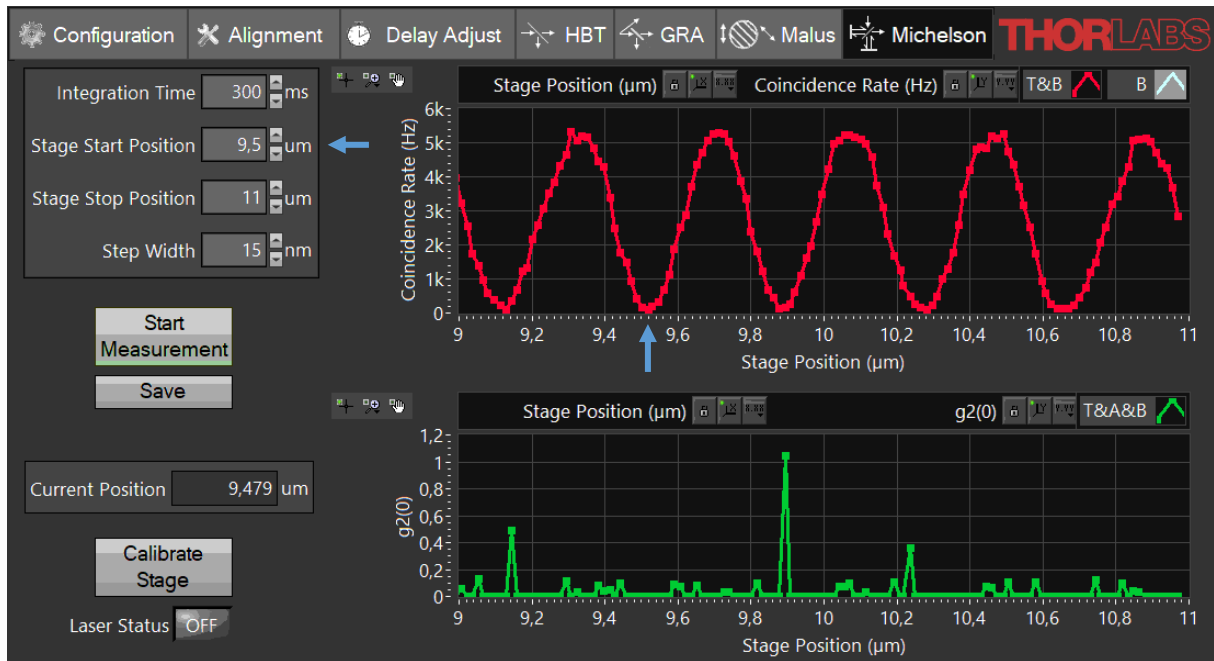 Configuration Alignment Delay Adjust HBT GRA Malus Michelson THORLABS
Integration Time 300 ms
Stage Start Position 9,5 um
Stage Stop Position 11 um
Step Width 15 nm
Start
Measurement
Save
Current Position 9,479 um
Calibrate
Stage
Laser Status OFF
Stage Position (µm) Coincidence Rate (Hz) T&B B
Coincidence Rate (Hz)
6k
5k
4k
3k
2k
1k
0
9 9,2 9,4 9,6 9,8 10 10,2 10,4 10,6 10,8 11
Stage Position (µm)
Stage Position (µm) g2(0) T&A&B
g2(0)
1,2
1
0,8
0,6
0,4
0,2
0
9 9,2 9,4 9,6 9,8 10 10,2 10,4 10,6 10,8 11
Stage Position (µm)